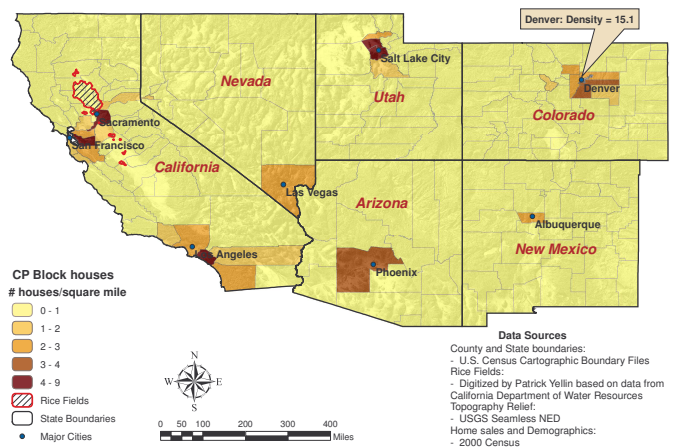 Denver: Density = 15.1
Salt Lake City
Nevada
Utah
Denver
Colorado
Sacramento
San Francisco
California
Las Vegas
Arizona
Albuquerque
New Mexico
Los Angeles
Phoenix
CP Block houses
# houses/square mile
0 - 1
1 - 2
2 - 3
3 - 4
4 - 9
Rice Fields
State Boundaries
Major Cities
N
W
E
S
0 50 100 200 300 400
Miles
Data Sources
County and State boundaries:
- U.S. Census Cartographic Boundary Files
Rice Fields:
- Digitized by Patrick Yellin based on data from
California Department of Water Resources
Topography Relief:
- USGS Seamless NED
Home sales and Demographics:
- 2000 Census